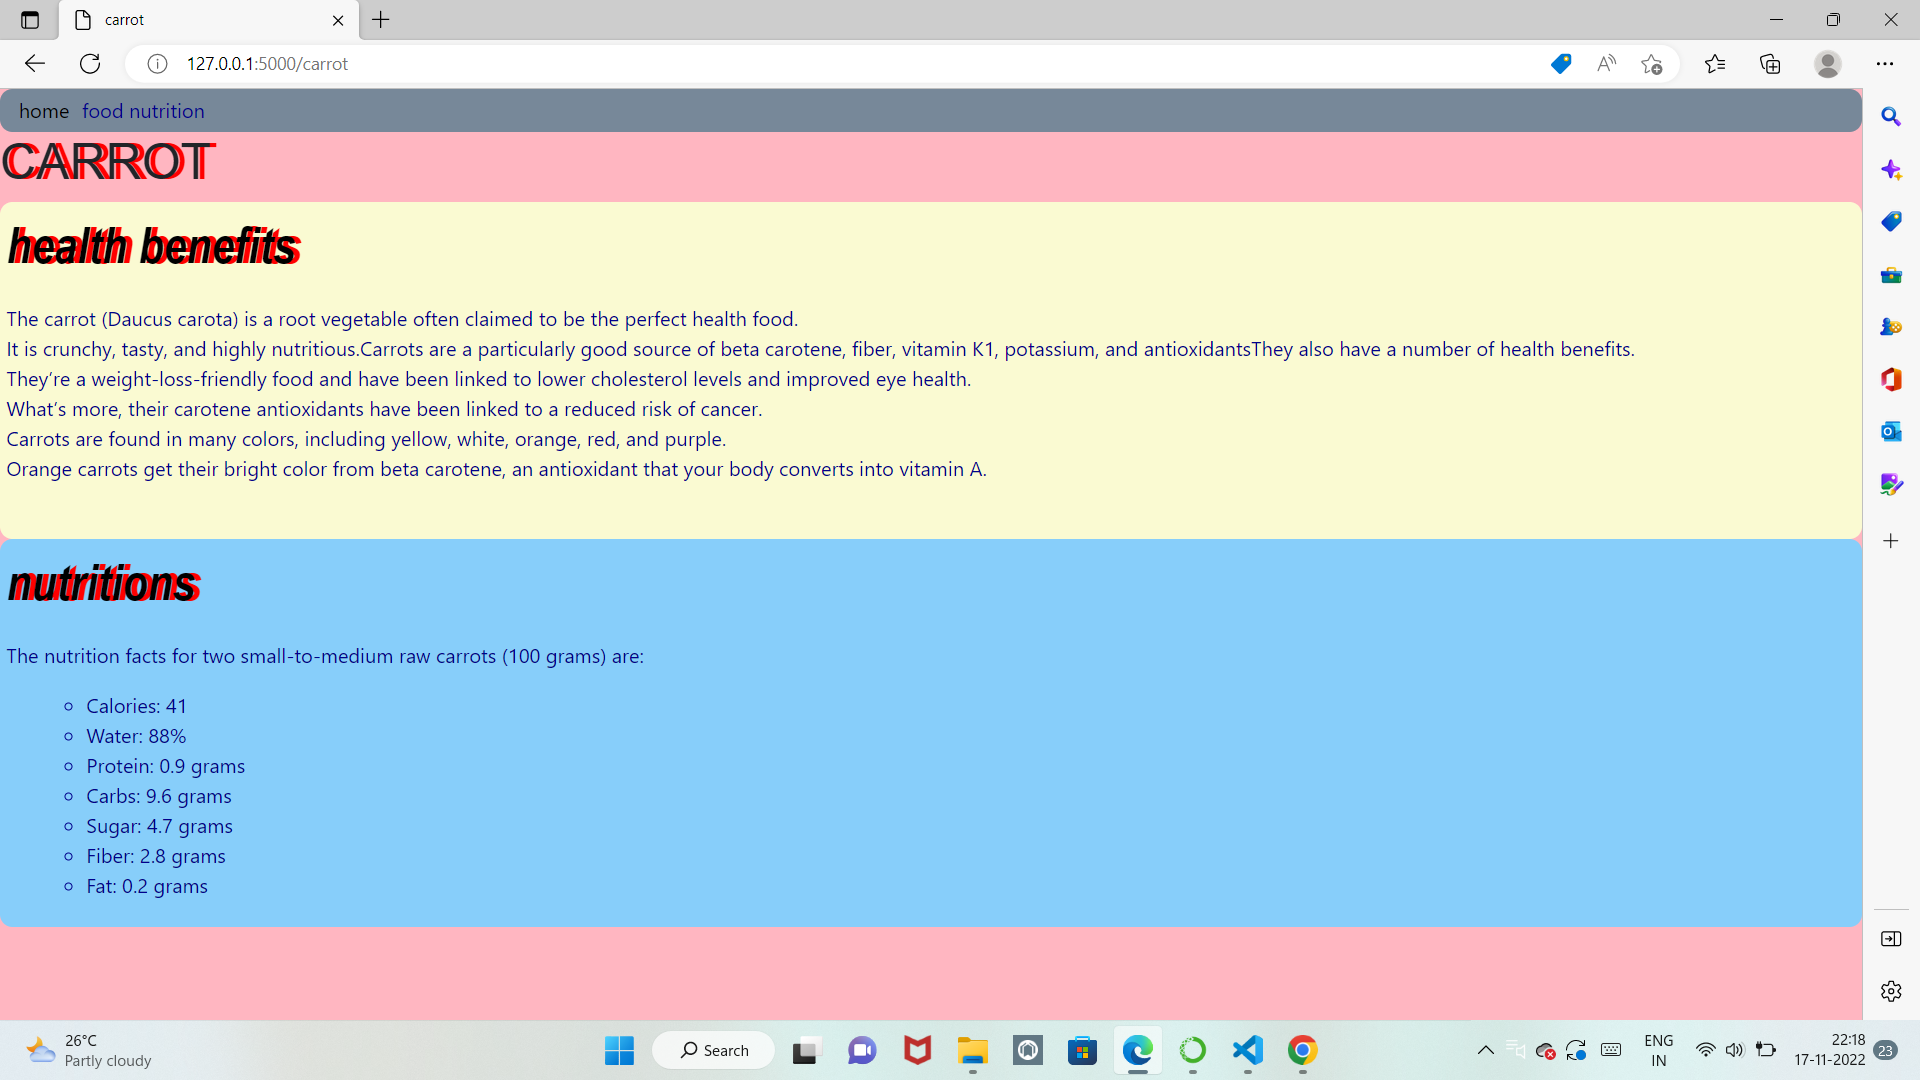 carrot
127.0.0.1:5000/carrot
home food nutrition
CARROT
health benefits
The carrot (Daucus carota) is a root vegetable often claimed to be the perfect health food.
It is crunchy, tasty, and highly nutritious.Carrots are a particularly good source of beta carotene, fiber, vitamin K1, potassium, and antioxidantsThey also have a number of health benefits.
They’re a weight-loss-friendly food and have been linked to lower cholesterol levels and improved eye health.
What’s more, their carotene antioxidants have been linked to a reduced risk of cancer.
Carrots are found in many colors, including yellow, white, orange, red, and purple.
Orange carrots get their bright color from beta carotene, an antioxidant that your body converts into vitamin A.
nutritions
The nutrition facts for two small-to-medium raw carrots (100 grams) are:
Calories: 41
Water: 88%
Protein: 0.9 grams
Carbs: 9.6 grams
Sugar: 4.7 grams
Fiber: 2.8 grams
Fat: 0.2 grams
26°C
Partly cloudy
Search
ENG
IN
22:18
17-11-2022
23